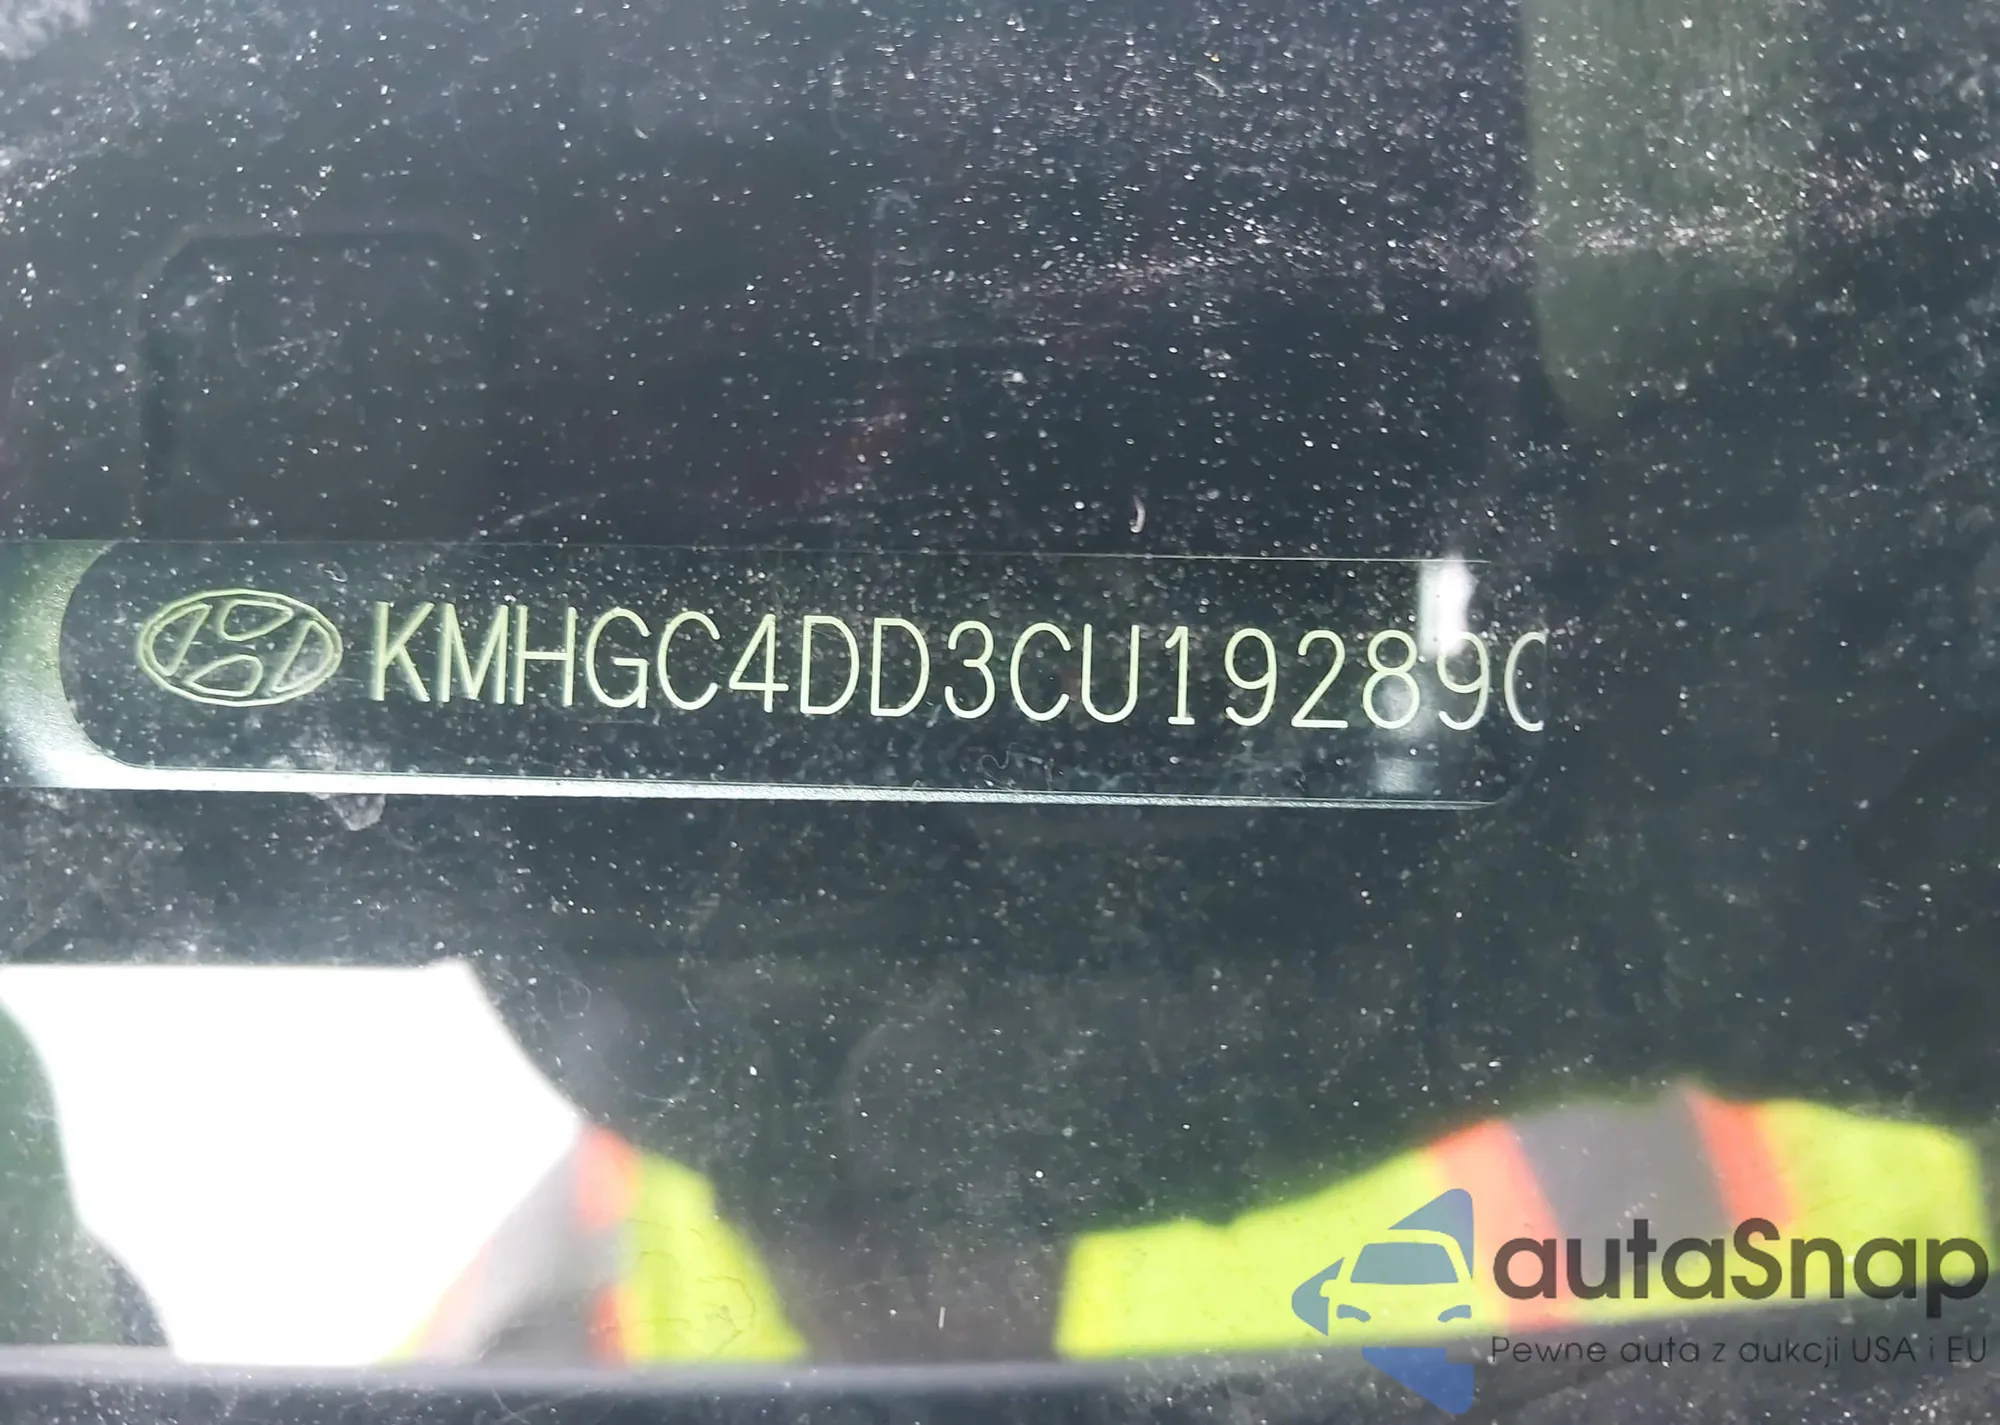 KMHGC4DD3CU192890
autaSnap
Pewne auta z aukcji USA i EU